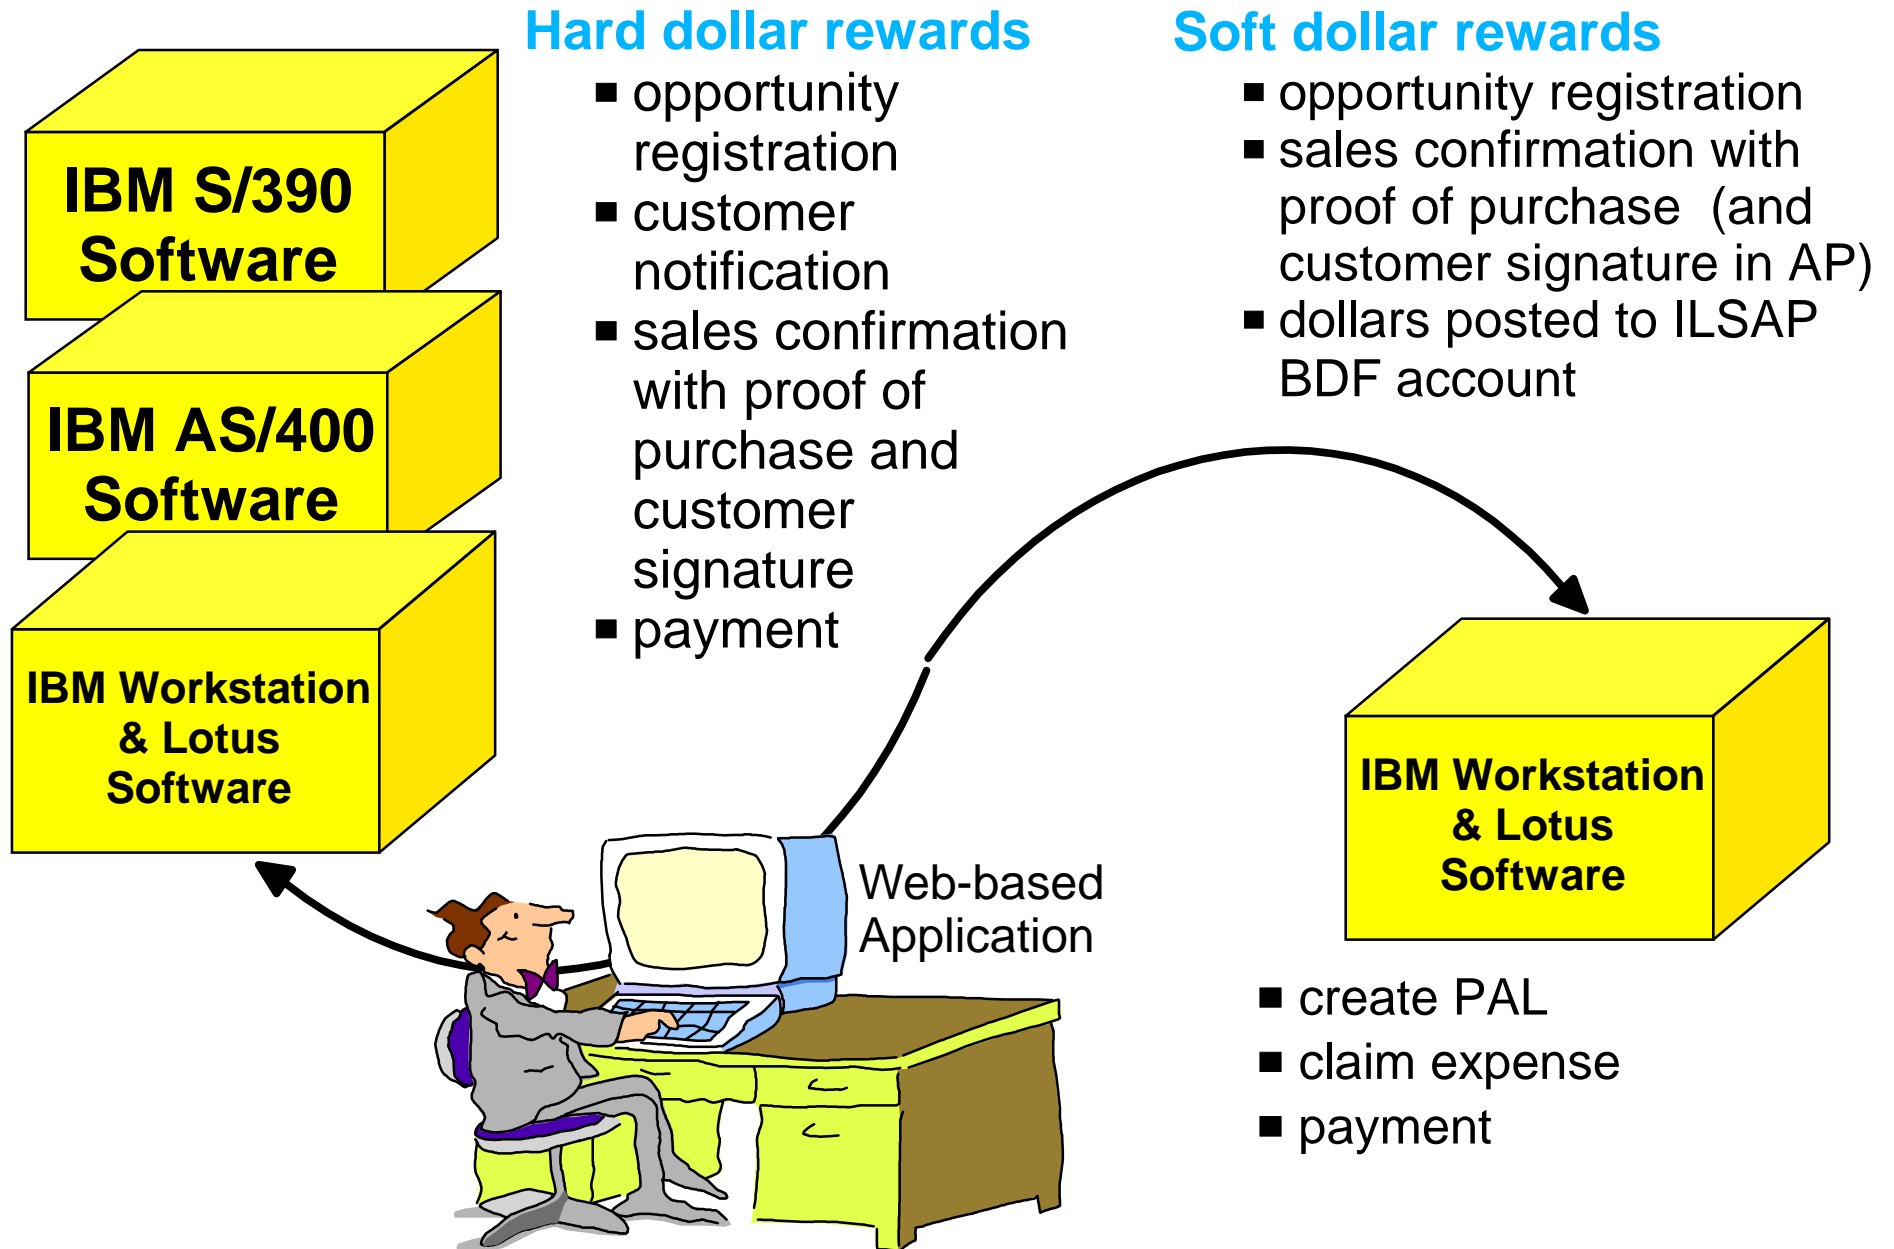 Hard dollar rewards
■ opportunity
registration
■ customer
notification
■ sales confirmation
with proof of
purchase and
customer
signature
■ payment
Soft dollar rewards
■ opportunity registration
■ sales confirmation with
proof of purchase  (and
customer signature in AP)
■ dollars posted to ILSAP
BDF account
IBM S/390
Software
IBM AS/400
Software
IBM Workstation
& Lotus
Software
Web-based
Application
IBM Workstation
& Lotus
Software
■ create PAL
■ claim expense
■ payment